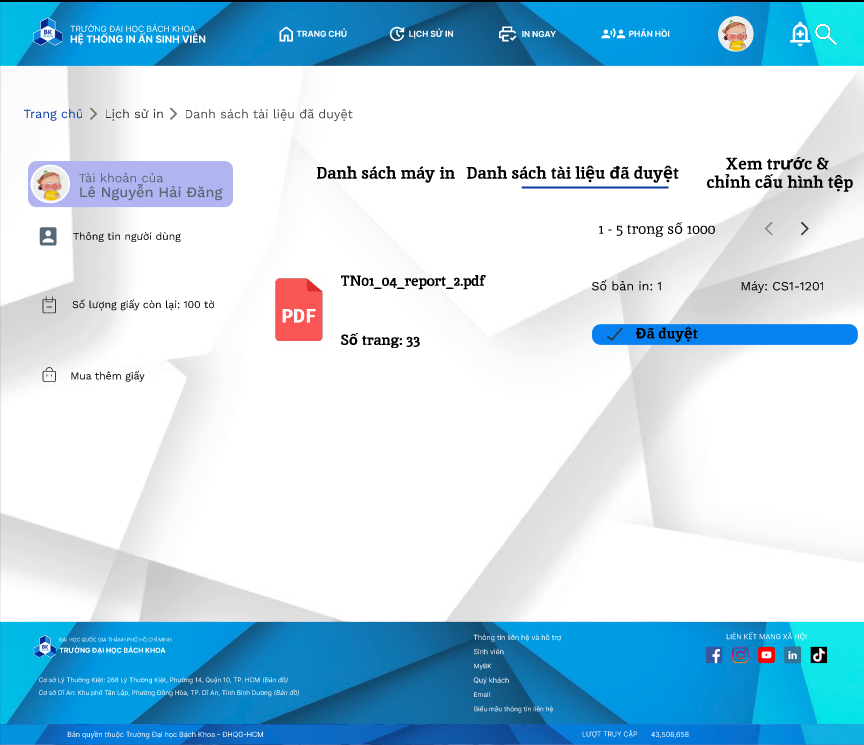 BK
TRƯỜNG ĐẠI HỌC BÁCH KHOA
HỆ THỐNG IN ẤN SINH VIÊN
TRANG CHỦ
LỊCH SỬ IN
IN NGAY
PHẢN HỒI
Trang chủ > Lịch sử in > Danh sách tài liệu đã duyệt
Tài khoản của
Lê Nguyễn Hải Đăng
Danh sách máy in
Danh sách tài liệu đã duyệt
Xem trước &
chỉnh cấu hình tệp
Thông tin người dùng
1 - 5 trong số 1000
Số lượng giấy còn lại: 100 tờ
Mua thêm giấy
PDF
TN01_04_report_2.pdf
Số trang: 33
Số bản in: 1
Máy: CS1-1201
Đã duyệt
BK
ĐẠI HỌC QUỐC GIA THÀNH PHỐ HỒ CHÍ MINH
TRƯỜNG ĐẠI HỌC BÁCH KHOA
Cơ sở Lý Thường Kiệt: 268 Lý Thường Kiệt, Phường 14, Quận 10, TP. HCM (Bản đồ)
Cơ sở Dĩ An: Khu phố Tân Lập, Phường Đông Hòa, TP. Dĩ An, Tỉnh Bình Dương (Bản đồ)
Thông tin liên hệ và hỗ trợ
Sinh viên
MyBK
Quý khách
Email
Biểu mẫu thông tin liên hệ
LIÊN KẾT MẠNG XÃ HỘI
Bản quyền thuộc Trường Đại học Bách Khoa - ĐHQG-HCM
LƯỢT TRUY CẬP 43,508,658